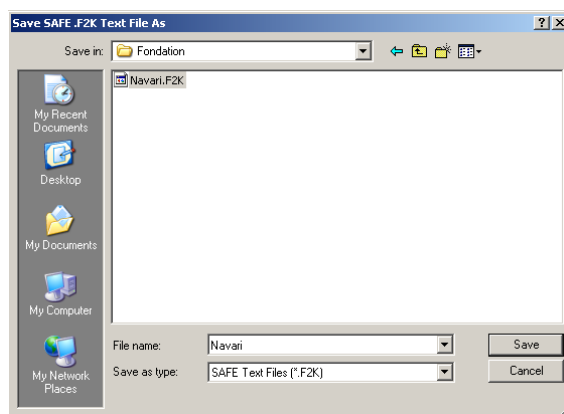 Save SAFE .F2K Text File As
Save in:
Fondation
Navari.F2K
My Recent
Documents
Desktop
My Documents
My Computer
My Network
Places
File name:
Navari
Save
Save as type:
SAFE Text Files (*.F2K)
Cancel